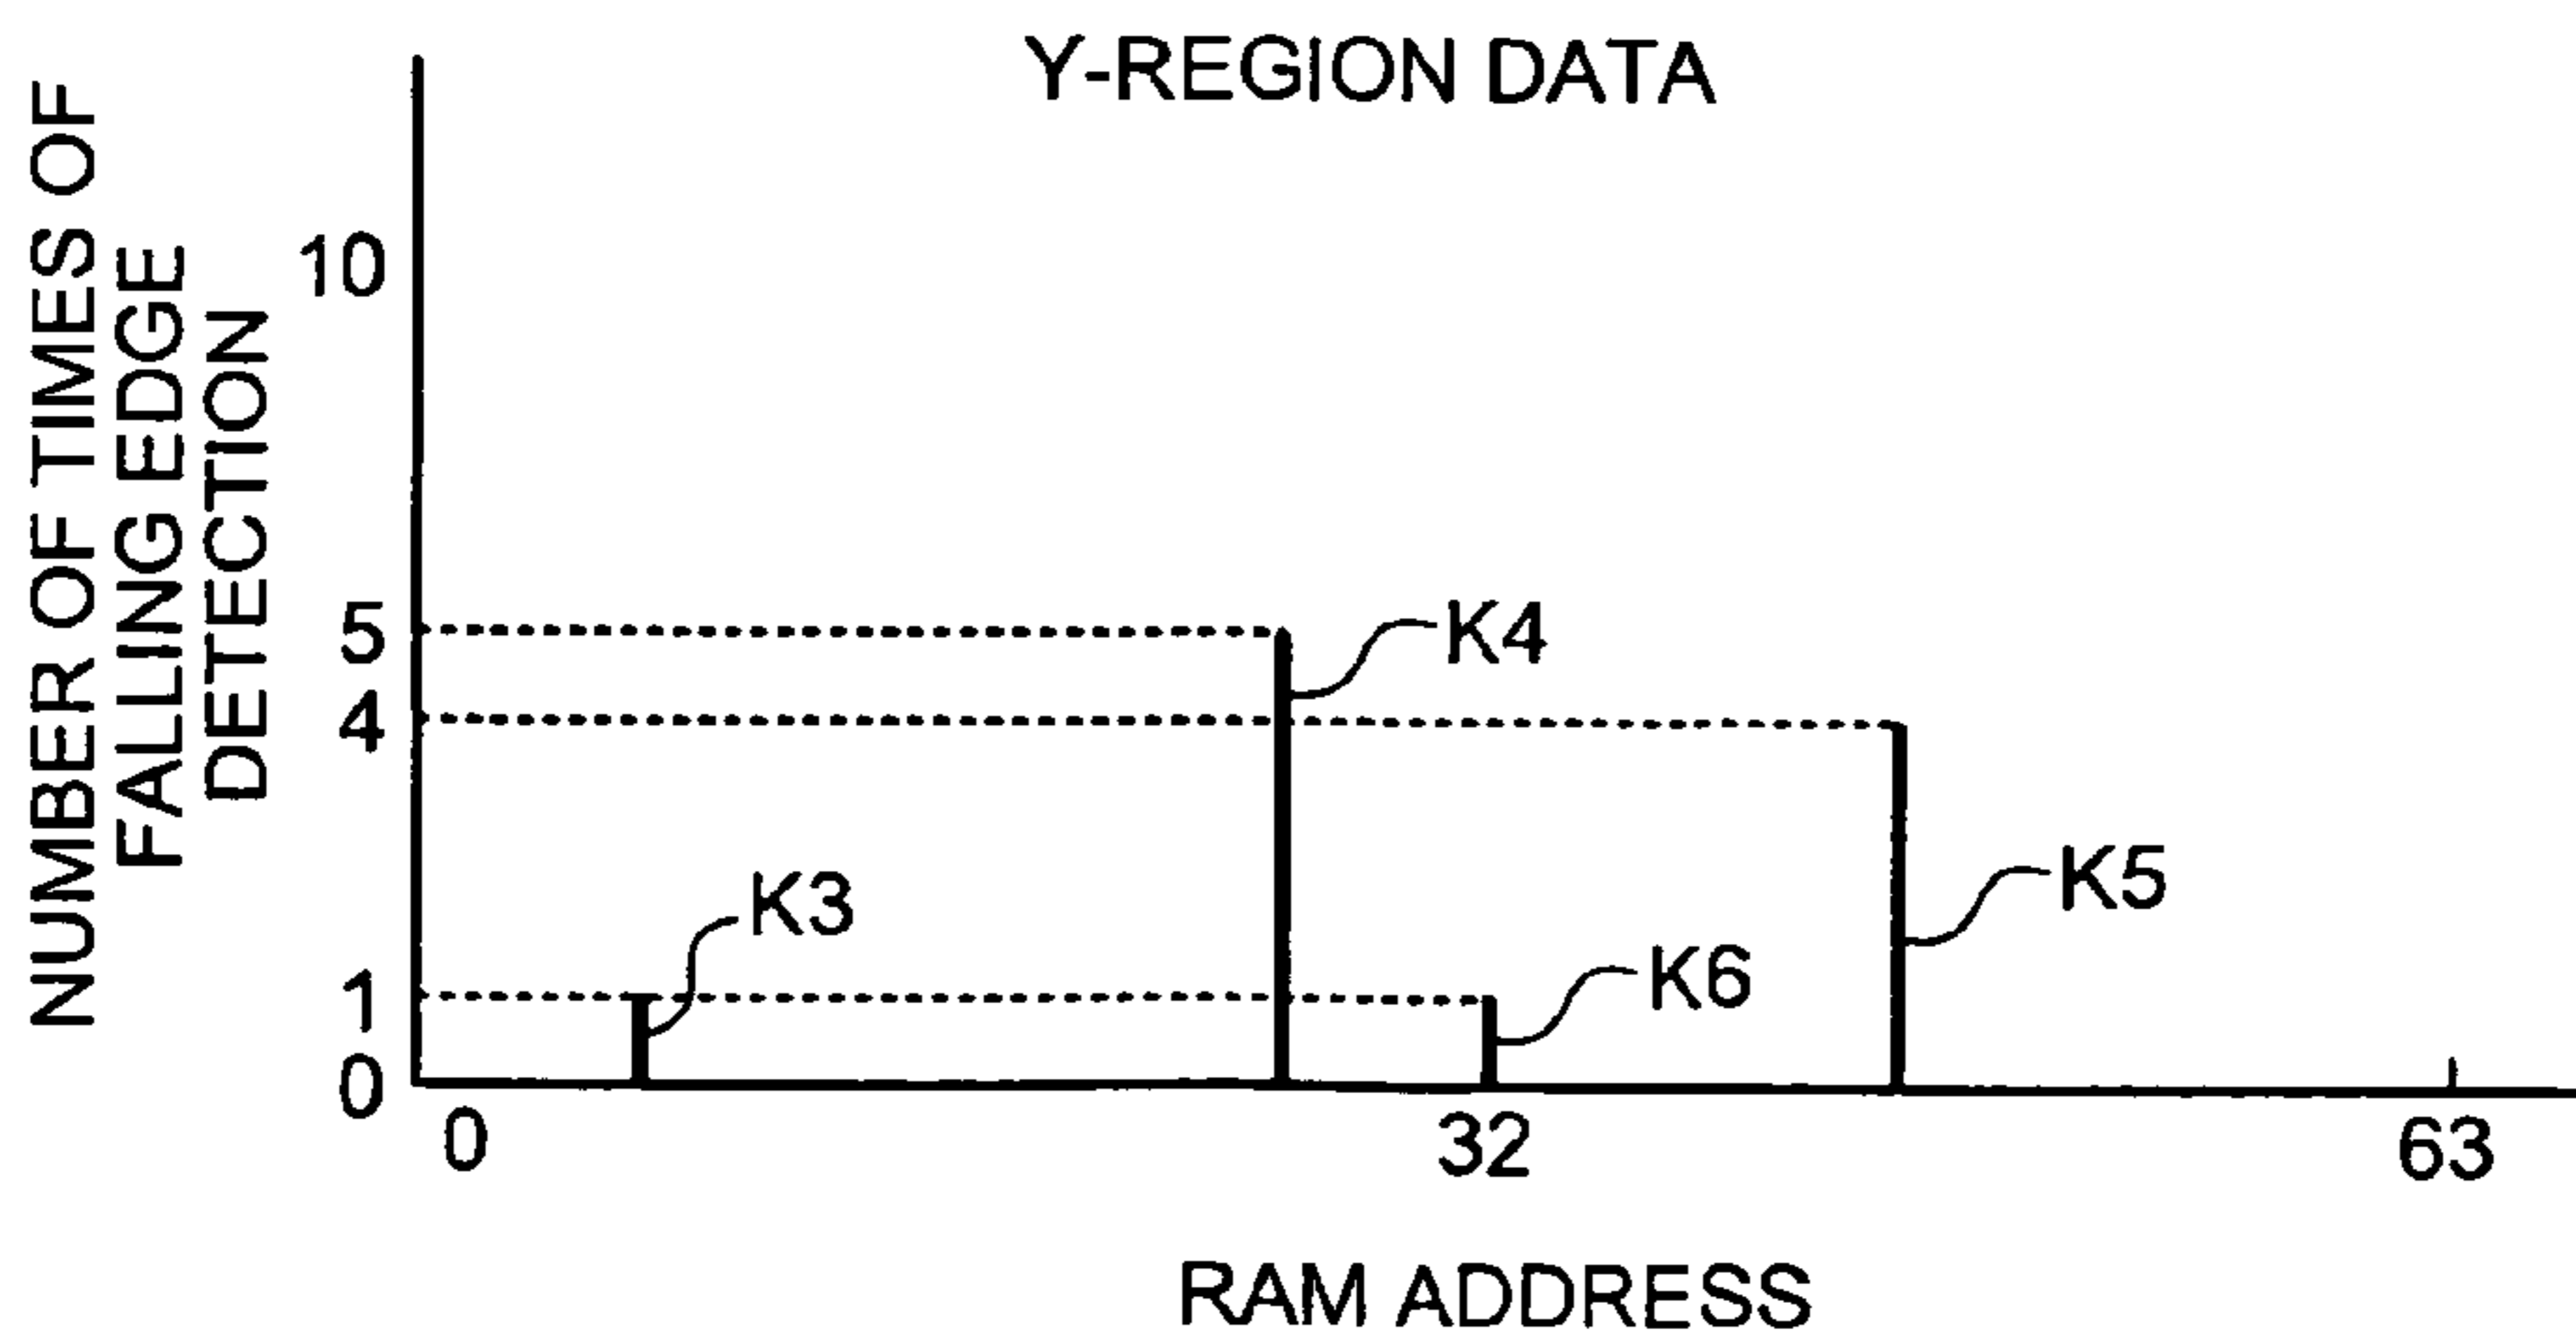 Y-REGION DATA
NUMBER OF TIMES OF
FALLING EDGE
DETECTION
10
5
4
1
0
K4
K5
K3
K6
0
32
63
RAM ADDRESS